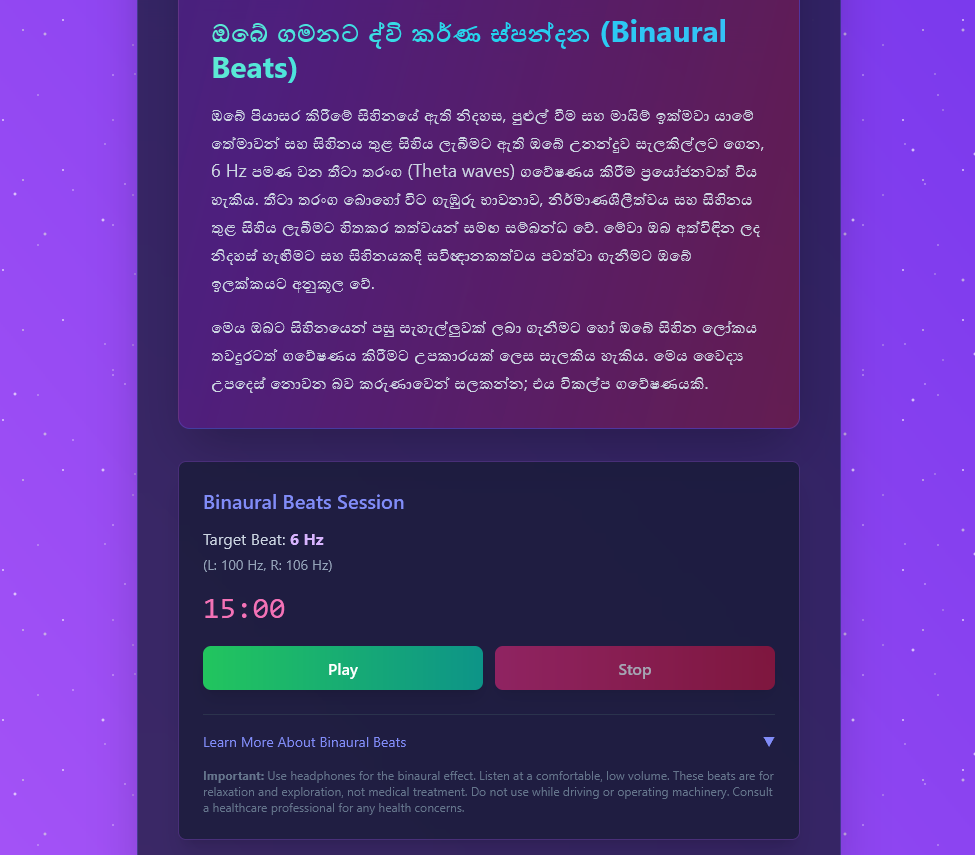 ඔබේ ගමනට ද්වි කර්ණ ස්පන්දන (Binaural
Beats)
ඔබේ පියාසර කිරීමේ සිහිනයේ ඇති නිදහස, පුළුල් වීම සහ මායිම් ඉක්මවා යාමේ
තේමාවන් සහ සිහිනය තුළ සිහිය ලැබීමට ඇති ඔබේ උනන්දුව සැලකිල්ලට ගෙන,
6 Hz පමණ වන තීටා තරංග (Theta waves) ගවේෂණය කිරීම ප්‍රයෝජනවත් විය
හැකිය. තීටා තරංග බොහෝ විට ගැඹුරු භාවනාව, නිර්මාණශීලීත්වය සහ සිහිනය
තුළ සිහිය ලැබීමට හිතකර තත්වයන් සමඟ සම්බන්ධ වේ. මේවා ඔබ අත්විඳින ලද
නිදහස් හැඟීමට සහ සිහිනයකදී සවිඥානකත්වය පවත්වා ගැනීමට ඔබේ
ඉලක්කයට අනුකූල වේ.
මෙය ඔබට සිහිනයෙන් පසු සැහැල්ලුවක් ලබා ගැනීමට හෝ ඔබේ සිහින ලෝකය
තවදුරටත් ගවේෂණය කිරීමට උපකාරයක් ලෙස සැලකිය හැකිය. මෙය වෛද්‍ය
උපදෙස් නොවන බව කරුණාවෙන් සලකන්න; එය විකල්ප ගවේෂණයකි.
Binaural Beats Session
Target Beat: 6 Hz
(L: 100 Hz, R: 106 Hz)
15:00
Play
Stop
Learn More About Binaural Beats ▼
Important: Use headphones for the binaural effect. Listen at a comfortable, low volume. These beats are for
relaxation and exploration, not medical treatment. Do not use while driving or operating machinery. Consult
a healthcare professional for any health concerns.